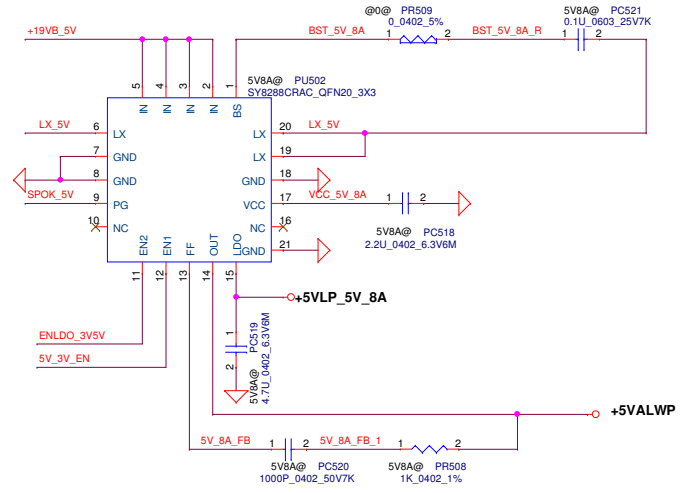 @0@ PR509
0_0402_5%
5V8A@ PC521
0.1U_0603_25V7K
+19VB_5V
BST_5V_8A
1 2
BST_5V_8A_R
1 2
5 4 3 2 1
5V8A@ PU502
SY8288CRAC_QFN20_3X3
IN IN IN IN BS
LX_5V 6 LX
LX 20 LX_5V
7 GND
LX 19
8 GND
GND 18
SPOK_5V 9 PG
VCC 17 VCC_5V_8A 1 2
10 NC
NC 16
5V8A@ PC518
2.2U_0402_6.3V6M
GND 21
EN2 EN1 FF OUT LDO
11 12 13 14 15
+5VLP_5V_8A
ENLDO_3V5V
5V_3V_EN
1 2
PC519
5V8A@
4.7U_0402_6.3V6M
+5VALWP
5V_8A_FB 1 2 5V_8A_FB_1 1 2
5V8A@ PC520
1000P_0402_50V7K
5V8A@ PR508
1K_0402_1%